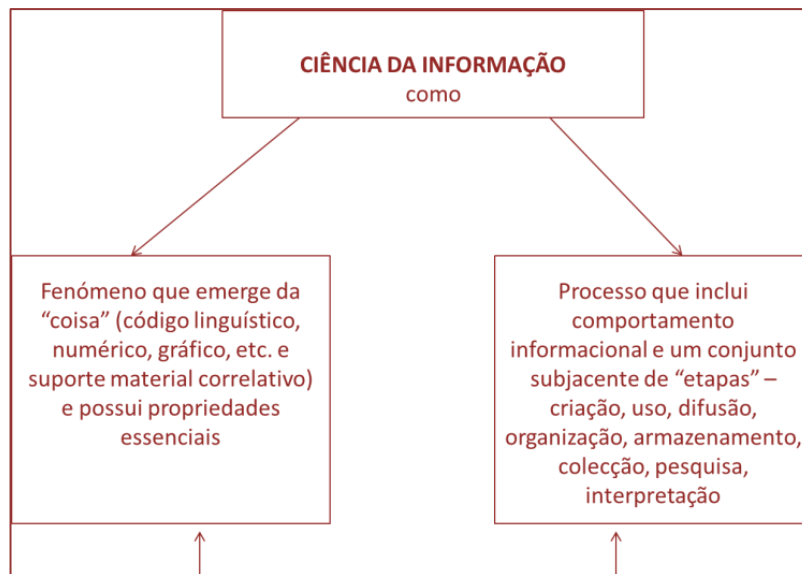 CIÊNCIA DA INFORMAÇÃO
como
Fenómeno que emerge da
“coisa” (código linguístico,
numérico, gráfico, etc. e
suporte material correlativo)
e possui propriedades
essenciais
Processo que inclui
comportamento
informacional e um conjunto
subjacente de “etapas” –
criação, uso, difusão,
organização, armazenamento,
colecção, pesquisa,
interpretação